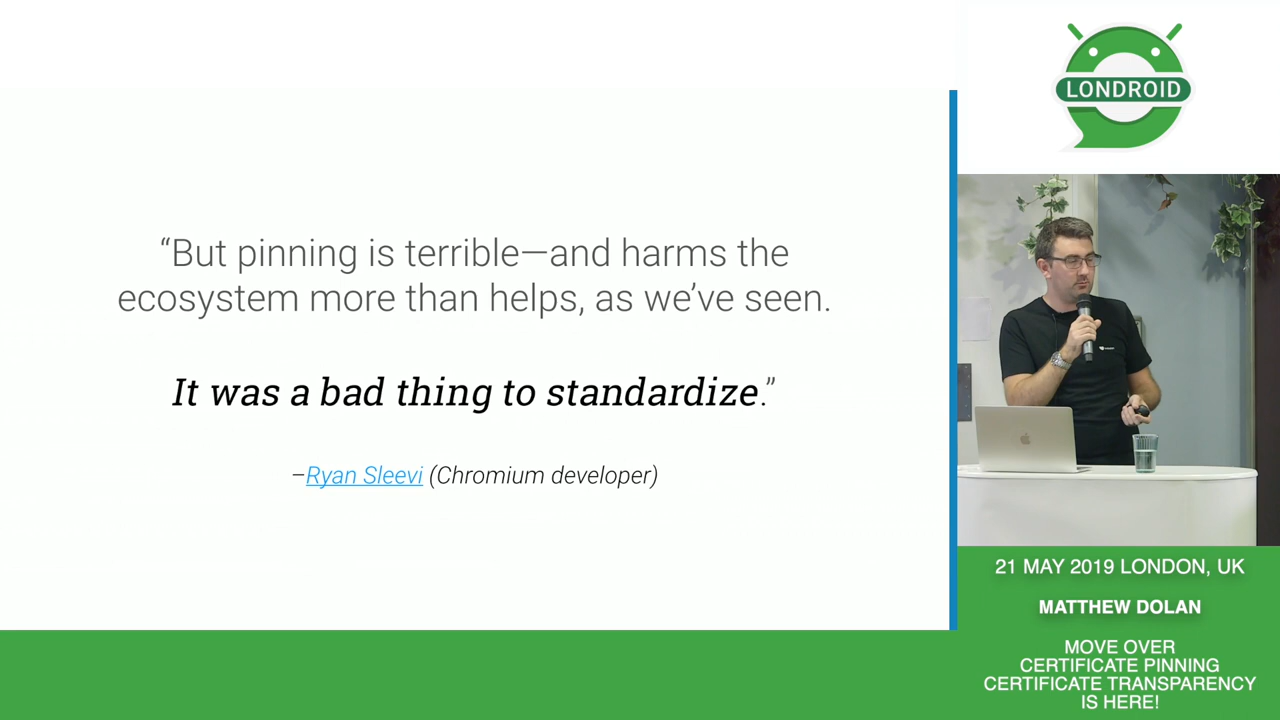 “But pinning is terrible—and harms the
ecosystem more than helps, as we’ve seen.
It was a bad thing to standardize.”
–Ryan Sleevi (Chromium developer)
LONDROID
21 MAY 2019 LONDON, UK
MATTHEW DOLAN
MOVE OVER
CERTIFICATE PINNING
CERTIFICATE TRANSPARENCY
IS HERE!